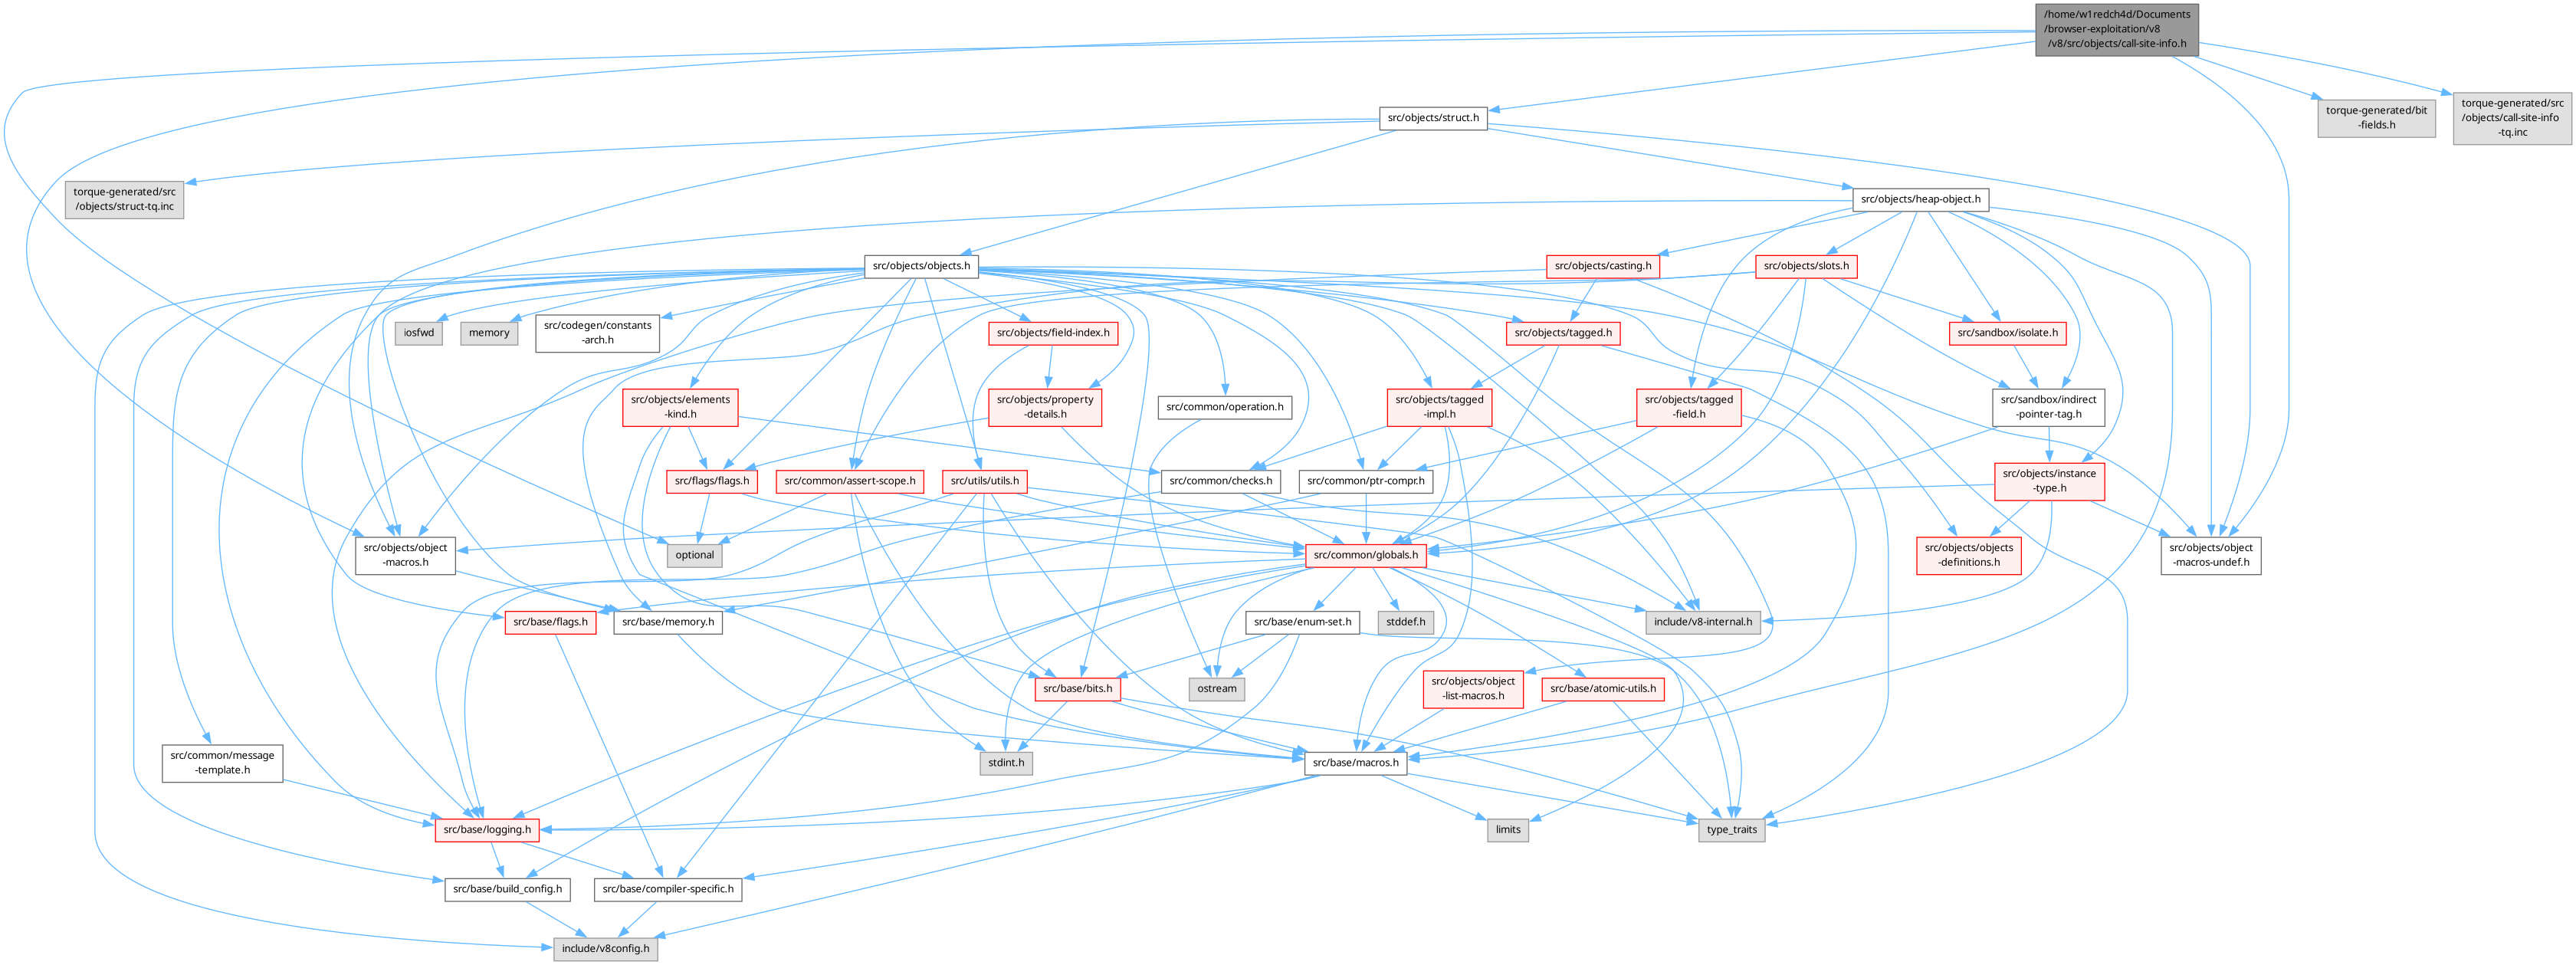 /home/w1redch4d/Documents
/browser-exploitation/v8
/v8/src/objects/call-site-info.h
src/objects/struct.h
torque-generated/bit
-fields.h
torque-generated/src
/objects/call-site-info
-tq.inc
torque-generated/src
/objects/struct-tq.inc
src/objects/heap-object.h
src/objects/objects.h
src/objects/casting.h
src/objects/slots.h
iosfwd
memory
src/codegen/constants
-arch.h
src/objects/field-index.h
src/objects/tagged.h
src/sandbox/isolate.h
src/objects/elements
-kind.h
src/objects/property
-details.h
src/common/operation.h
src/objects/tagged
-impl.h
src/objects/tagged
-field.h
src/sandbox/indirect
-pointer-tag.h
src/flags/flags.h
src/common/assert-scope.h
src/utils/utils.h
src/common/checks.h
src/common/ptr-compr.h
src/objects/instance
-type.h
src/objects/object
-macros.h
optional
src/common/globals.h
src/objects/objects
-definitions.h
src/objects/object
-macros-undef.h
src/base/flags.h
src/base/memory.h
src/base/enum-set.h
stddef.h
include/v8-internal.h
src/base/bits.h
ostream
src/objects/object
-list-macros.h
src/base/atomic-utils.h
src/common/message
-template.h
stdint.h
src/base/macros.h
src/base/logging.h
limits
type_traits
src/base/build_config.h
src/base/compiler-specific.h
include/v8config.h